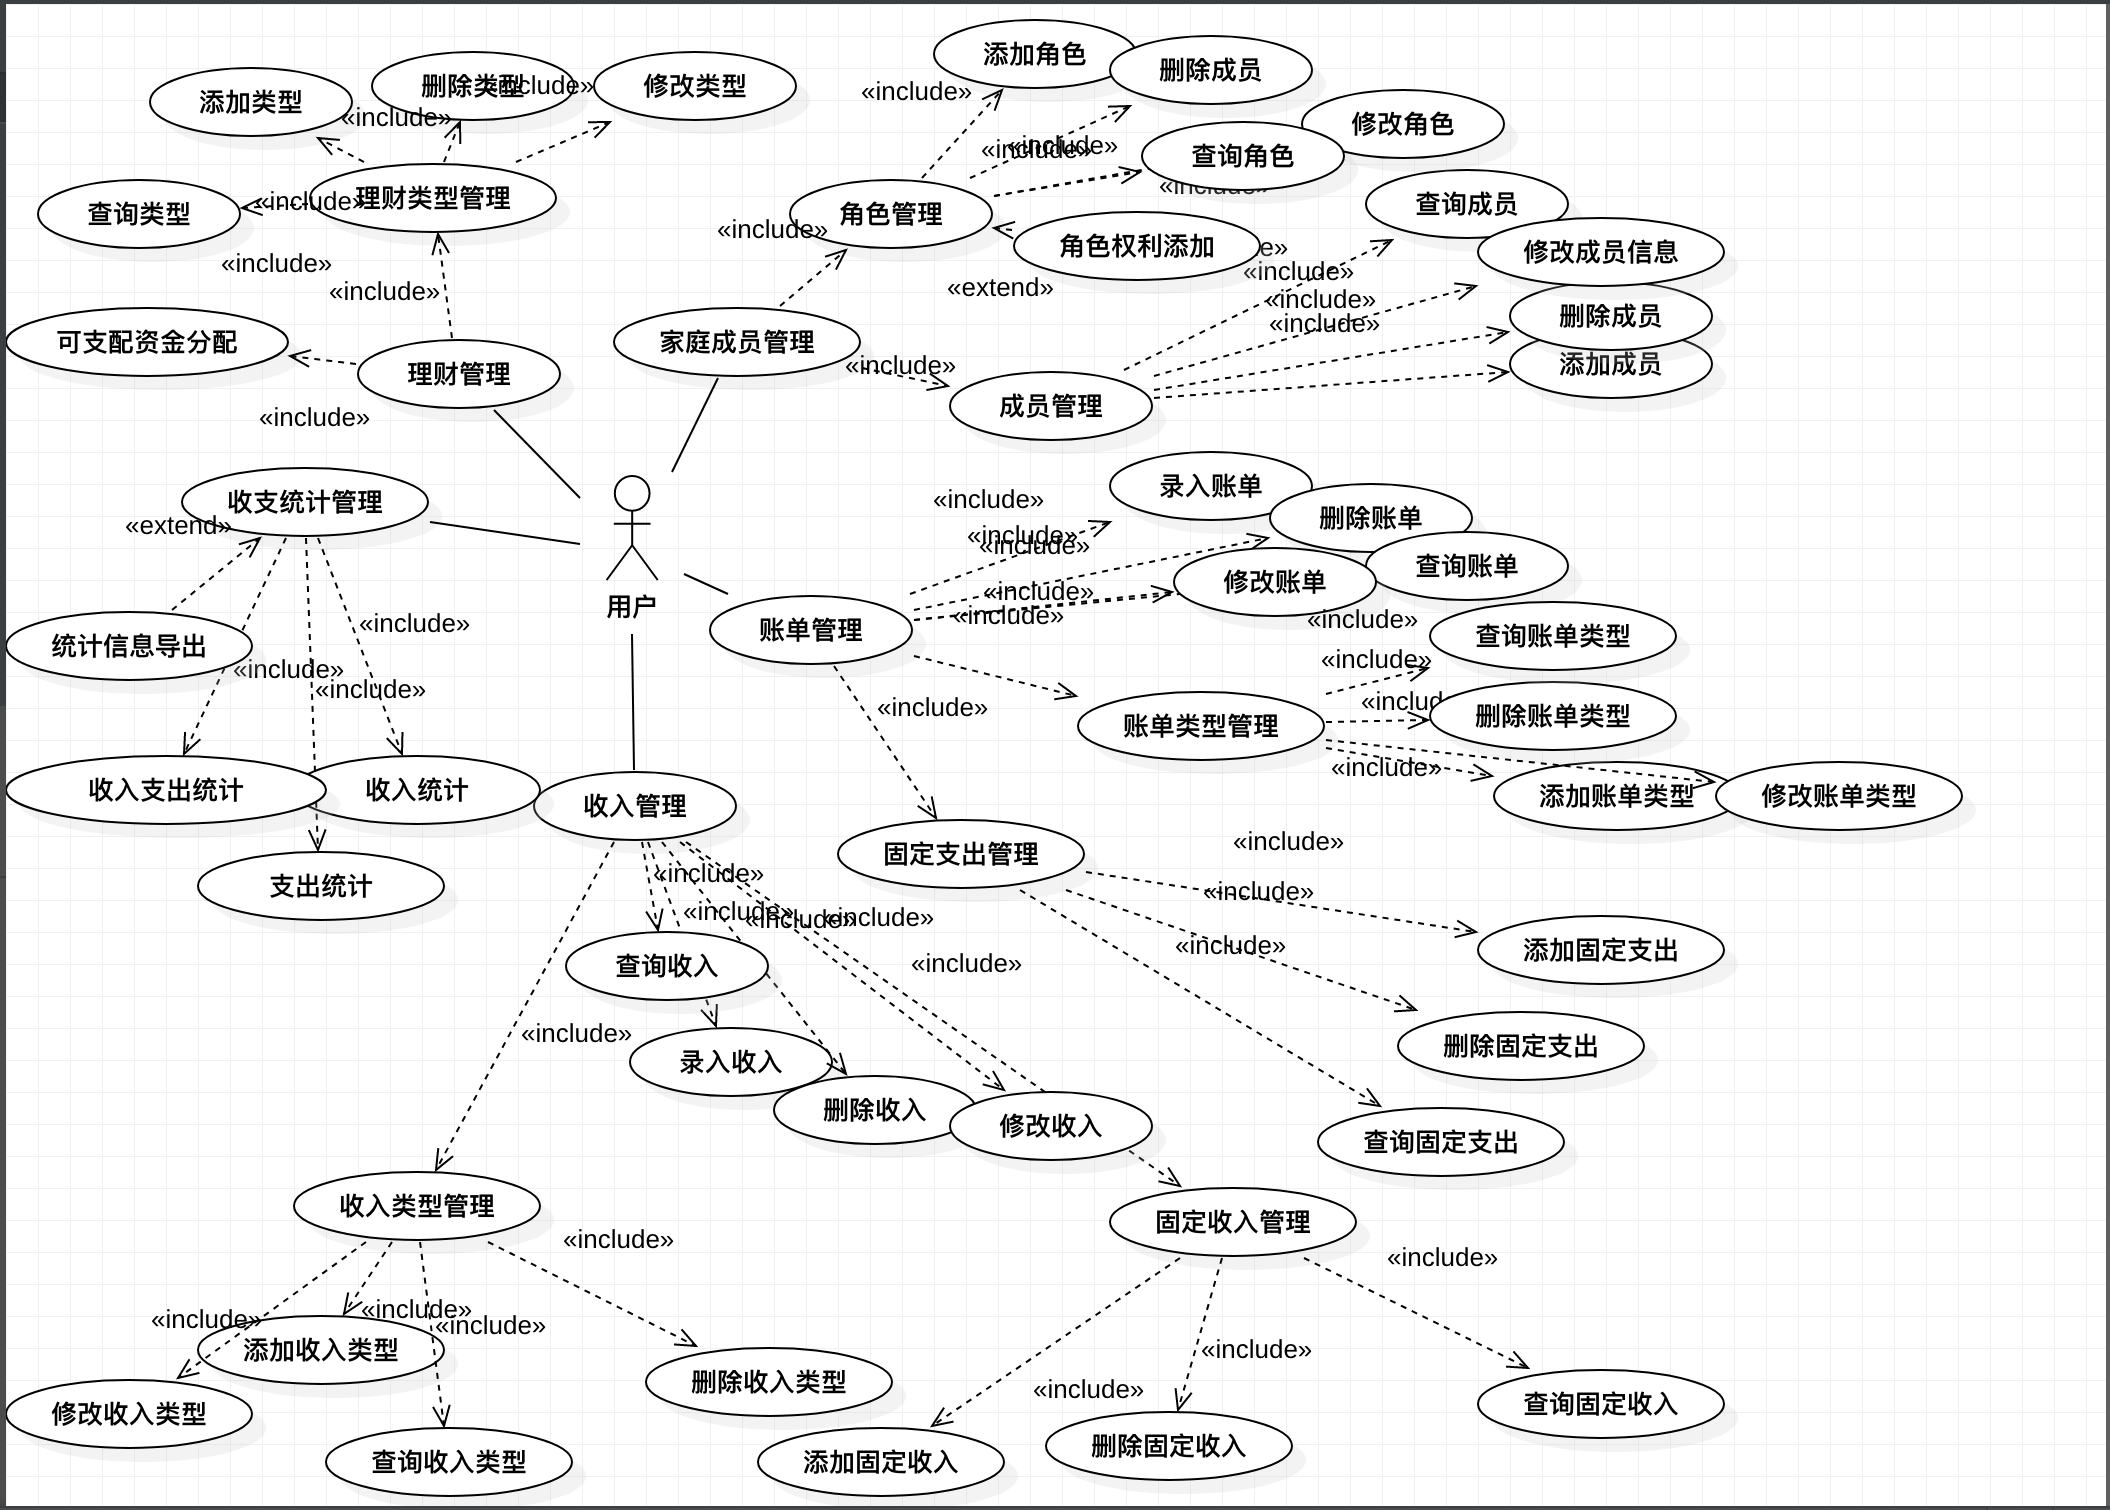 添加角色
删除成员
添加类型
删除类型
«include»
修改类型
«include»
«include»
修改角色
«include»
«include»
查询角色
«include»
查询类型
«include»
理财类型管理
角色管理
查询成员
«include»
角色权利添加
修改成员信息
«include»
«include»
«include»
«extend»
«include»
«include»
删除成员
可支配资金分配
家庭成员管理
添加成员
理财管理
«include»
成员管理
«include»
收支统计管理
«extend»
录入账单
«include»
删除账单
«include»
«include»
查询账单
修改账单
«include»
«include»
用户
账单管理
«include»
查询账单类型
«include»
统计信息导出
«include»
«include»
«include»
«include»
删除账单类型
账单类型管理
«include»
收入支出统计
收入统计
收入管理
添加账单类型
修改账单类型
«include»
固定支出管理
支出统计
«include»
«include»
«include»
«include»
«include»
«include»
添加固定支出
查询收入
«include»
«include»
删除固定支出
录入收入
删除收入
修改收入
查询固定支出
收入类型管理
固定收入管理
«include»
«include»
«include»
«include»
«include»
添加收入类型
«include»
删除收入类型
«include»
查询固定收入
修改收入类型
查询收入类型
添加固定收入
删除固定收入